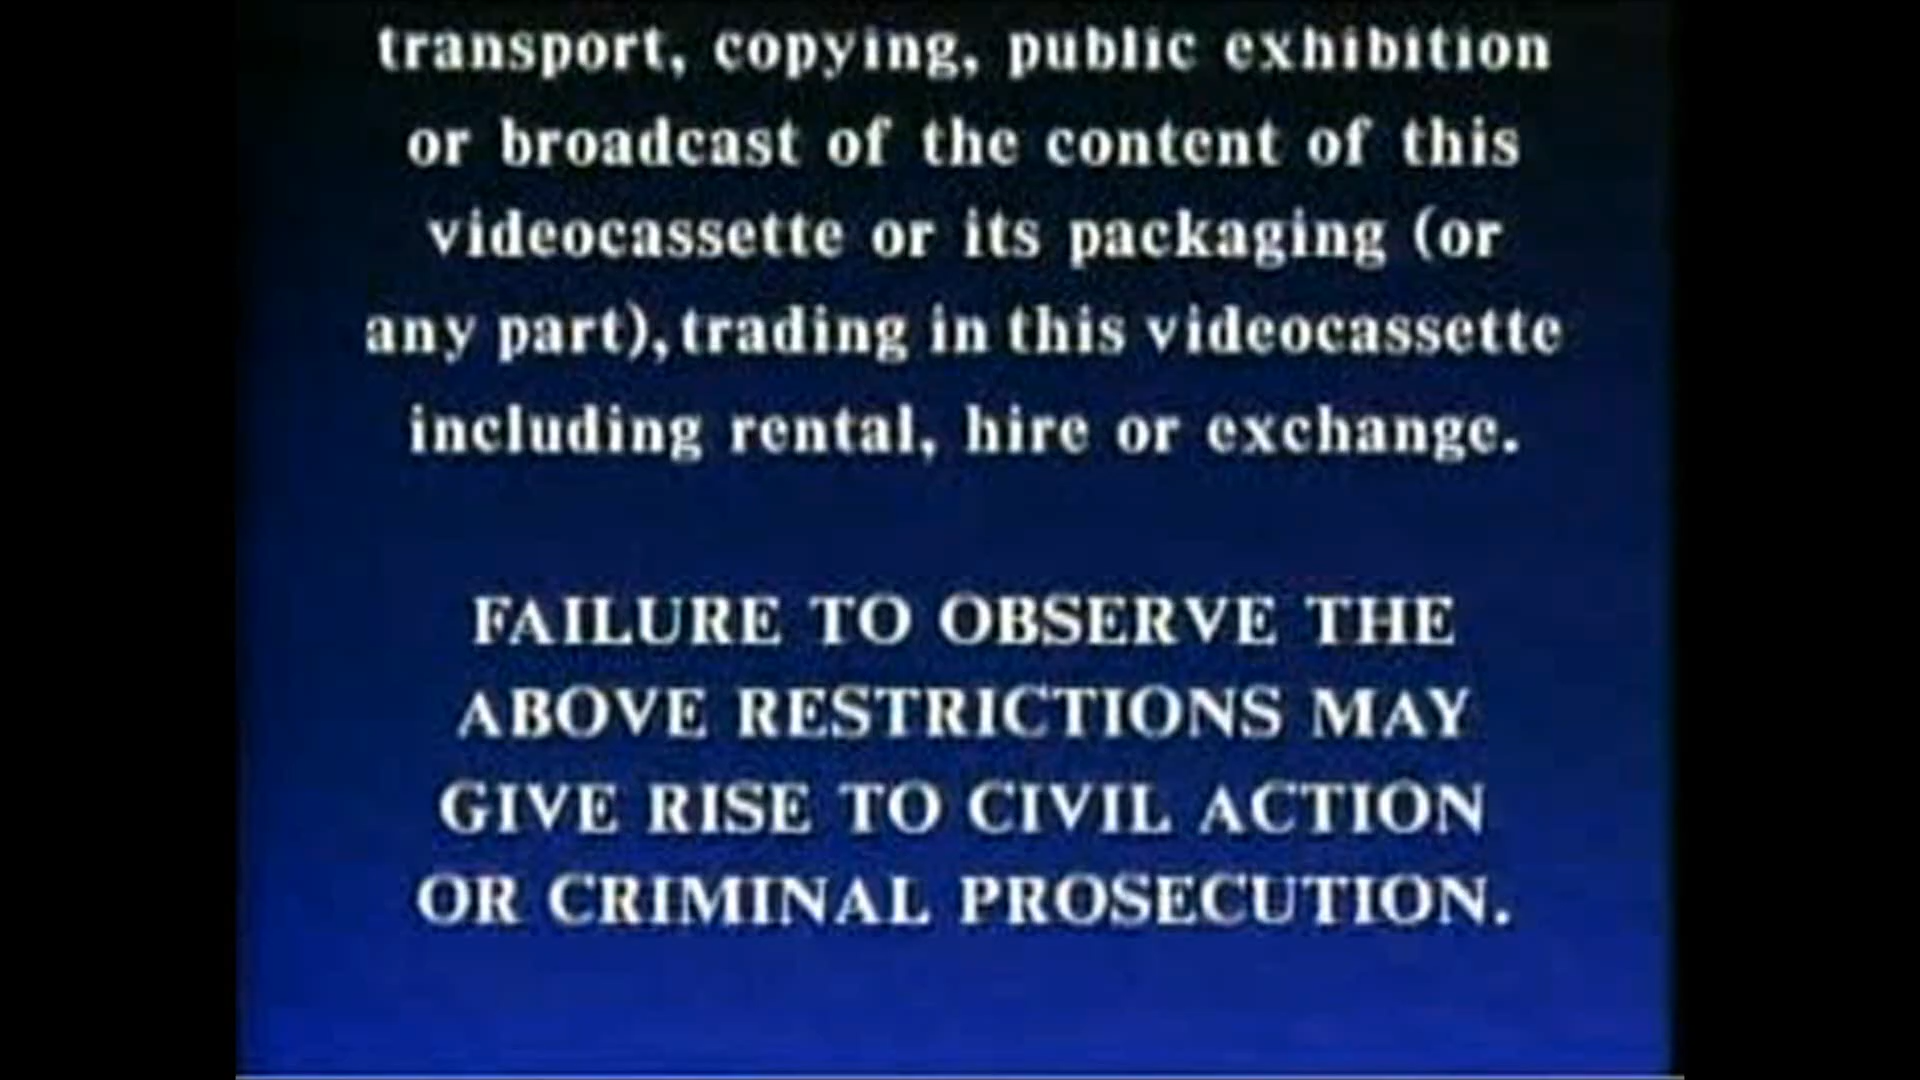 transport, copying, public exhibition
or broadcast of the content of this
videocassette or its packaging (or
any part), trading in this videocassette
including rental, hire or exchange.
FAILURE TO OBSERVE THE
ABOVE RESTRICTIONS MAY
GIVE RISE TO CIVIL ACTION
OR CRIMINAL PROSECUTION.